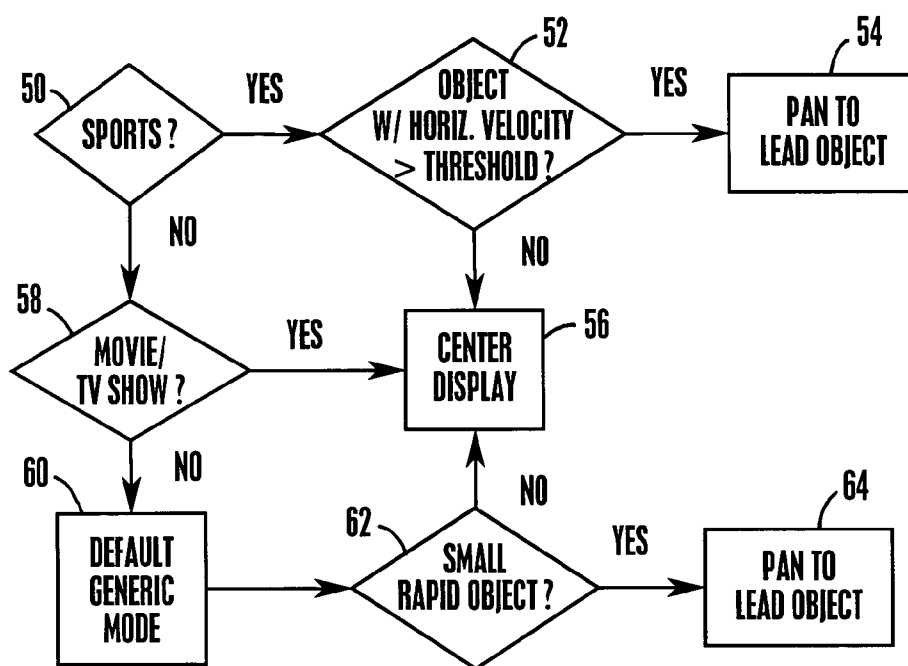 50
SPORTS ?
YES
52
OBJECT
W/ HORIZ. VELOCITY
> THRESHOLD ?
YES
54
PAN TO
LEAD OBJECT
NO
NO
58
MOVIE/
TV SHOW ?
YES
56
CENTER
DISPLAY
NO
60
DEFAULT
GENERIC
MODE
62
SMALL
RAPID OBJECT ?
NO
YES
64
PAN TO
LEAD OBJECT